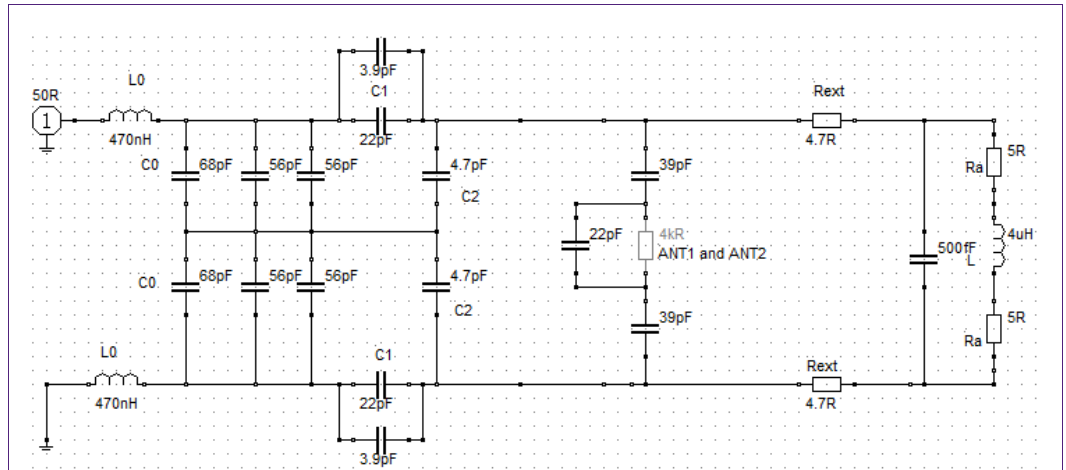 3.9pF
C1
L0
50R
1
470nH
22pF
Rext
4.7R
C0
68pF
56pF
56pF
4.7pF
C2
39pF
5R
Ra
22pF
4kR
ANT1 and ANT2
500fF
4uH
L
C0
68pF
56pF
56pF
4.7pF
C2
39pF
5R
Ra
L0
470nH
C1
22pF
3.9pF
Rext
4.7R